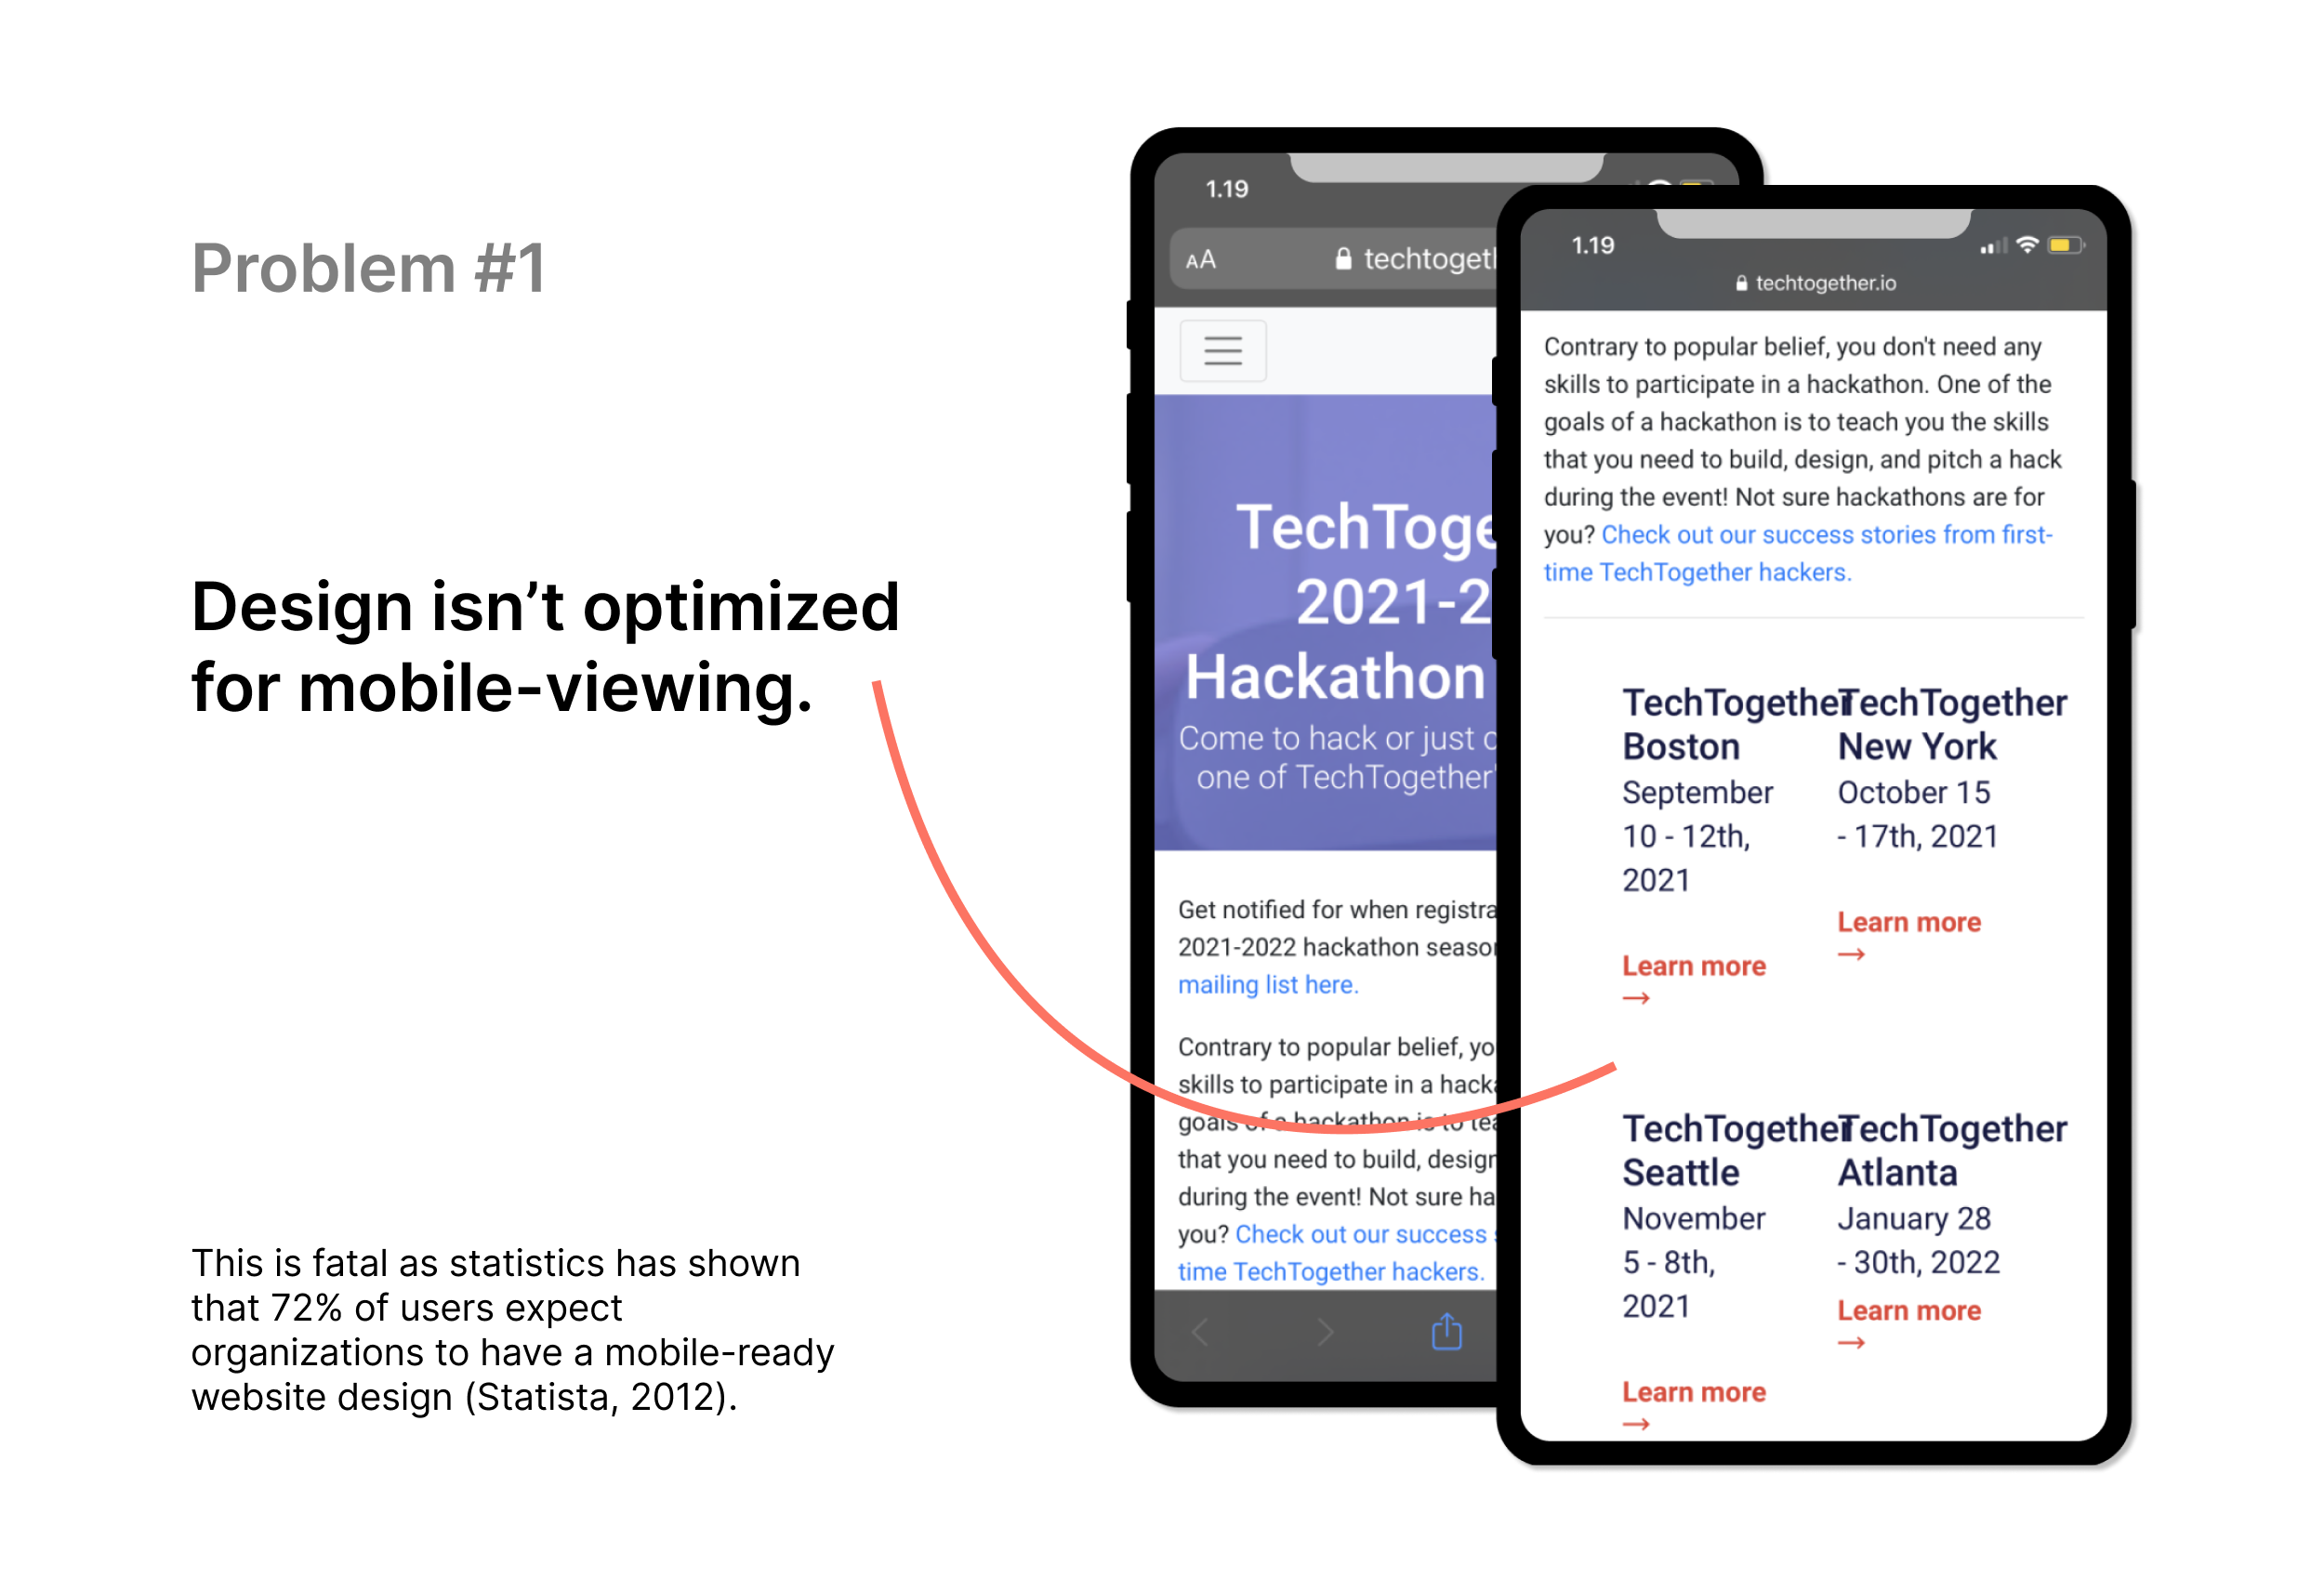 Problem #1
Design isn’t optimized
for mobile-viewing.
This is fatal as statistics has shown
that 72% of users expect
organizations to have a mobile-ready
website design (Statista, 2012).
1.19
AA
techtogeth
TechToge
2021-2
Hackathon
Come to hack or just
one of TechTogether'
Get notified for when registra
2021-2022 hackathon seaso
mailing list here.
Contrary to popular belief, yo
skills to participate in a hack
goals of a hackathon is to tea
that you need to build, design
during the event! Not sure ha
you? Check out our success
time TechTogether hackers.
1.19
techtogether.io
Contrary to popular belief, you don't need any
skills to participate in a hackathon. One of the
goals of a hackathon is to teach you the skills
that you need to build, design, and pitch a hack
during the event! Not sure hackathons are for
you? Check out our success stories from first-
time TechTogether hackers.
TechTogether
Boston
September
10 - 12th,
2021
Learn more
→
TechTogether
New York
October 15
- 17th, 2021
Learn more
→
TechTogether
Seattle
November
5 - 8th,
2021
Learn more
→
TechTogether
Atlanta
January 28
- 30th, 2022
Learn more
→